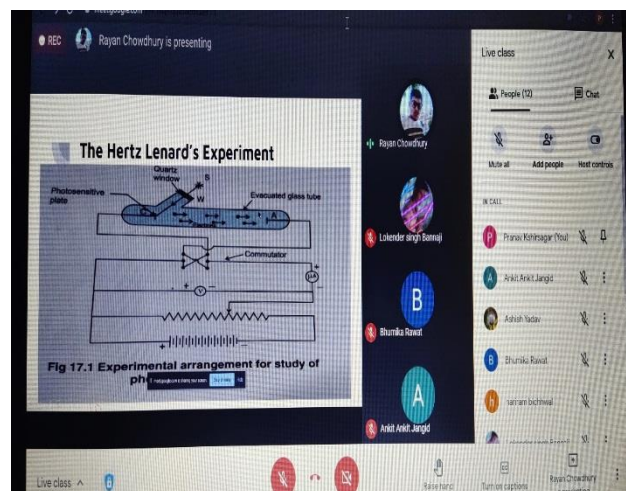 REC
Rayan Chowdhury is presenting
The Hertz Lenard's Experiment
Quartz
window
S
W
Photosensitive
plate
Evacuated glass tube
A
Commutator
μA
V
Fig 17.1 Experimental arrangement for study of
Rayan Chowdhury
Lokender singh Bannaji
B
Bhumika Rawat
A
Ankit Ankit Jangid
Live class
X
People (12)
Chat
Mute all
Add people
Host controls
IN CALL
P
Pranav Kshirsagar (You)
A
Ankit Ankit Jangid
Ashish Yadav
B
Bhumika Rawat
h
Live class
Raise hand
Turn on captions
Rayan Chowdhury